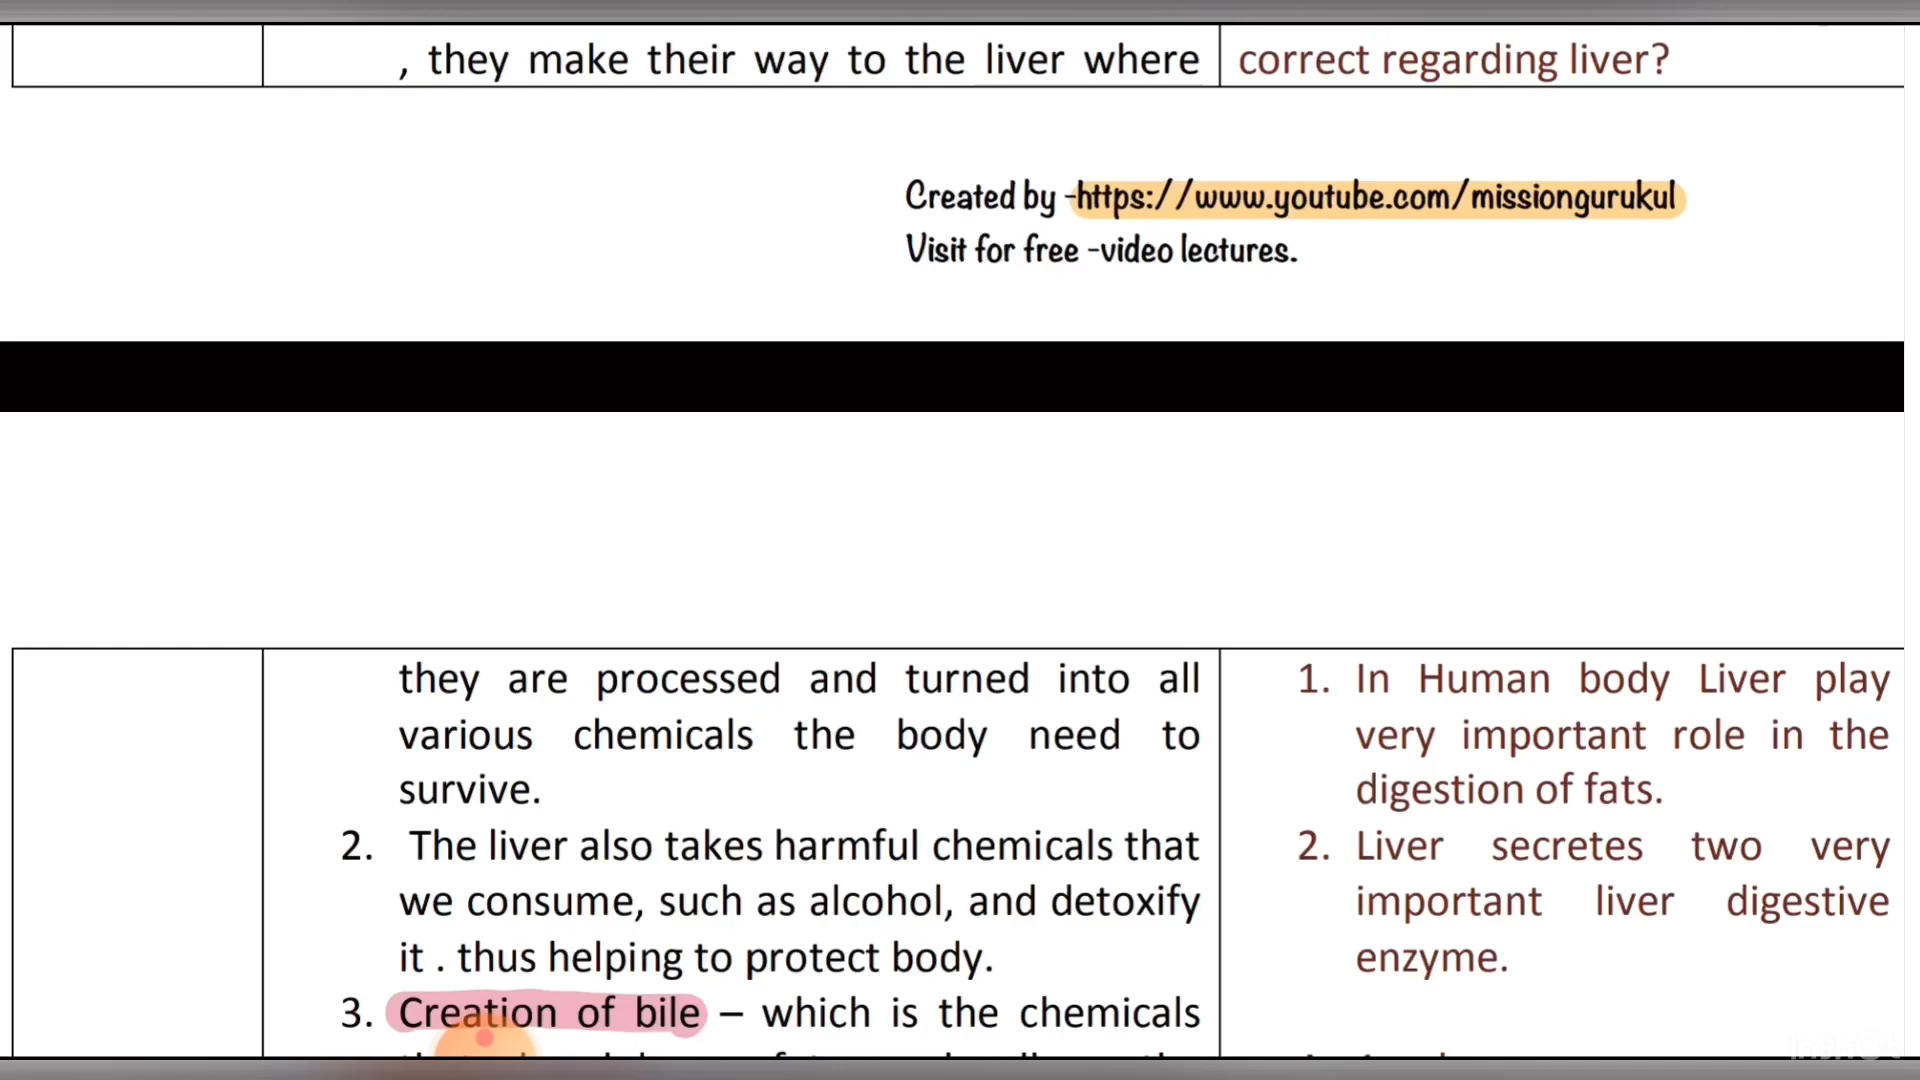 , they make their way to the liver where
correct regarding liver?
Created by -https://www.youtube.com/missiongurukul
Visit for free -video lectures.
they are processed and turned into all
various chemicals the body need to
survive.
2. The liver also takes harmful chemicals that
we consume, such as alcohol, and detoxify
it . thus helping to protect body.
3. Creation of bile – which is the chemicals
1. In Human body Liver play
very important role in the
digestion of fats.
2. Liver secretes two very
important liver digestive
enzyme.